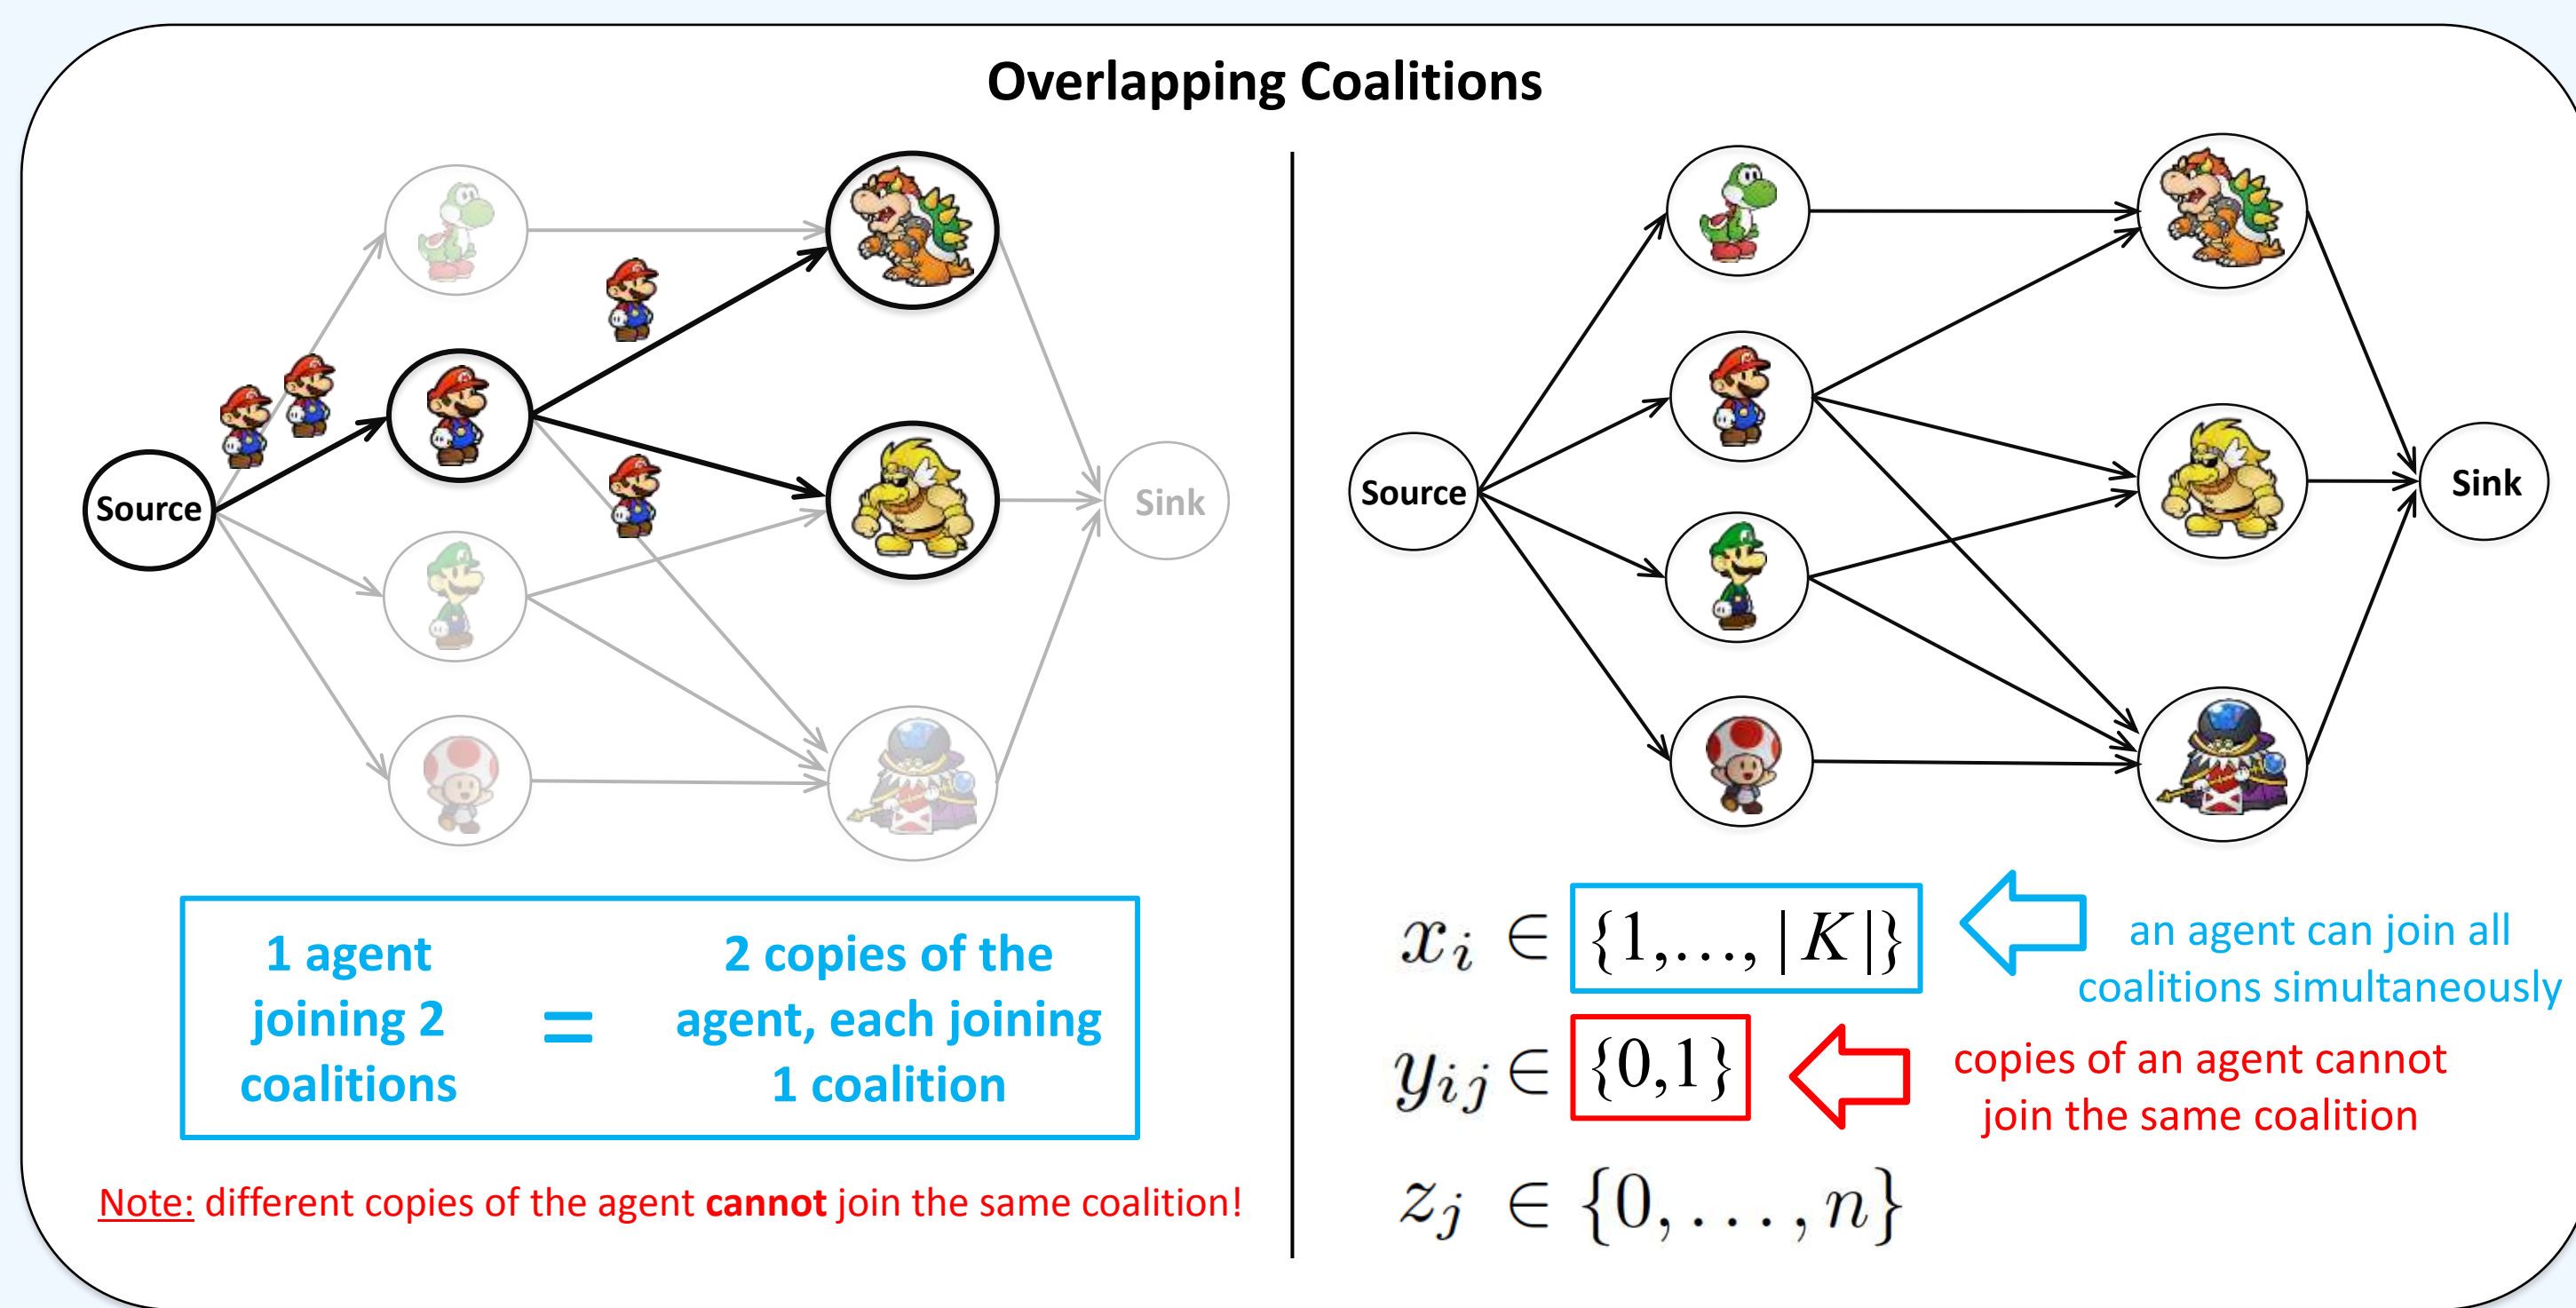 Overlapping Coalitions
Source
Sink
1 agent
joining 2
coalitions
=
2 copies of the
agent, each joining
1 coalition
Note: different copies of the agent cannot join the same coalition!
Source
Sink
x_i ∈ {1,…, |K|}
an agent can join all
coalitions simultaneously
y_ij ∈ {0,1}
copies of an agent cannot
join the same coalition
z_j ∈ {0, . . . , n}